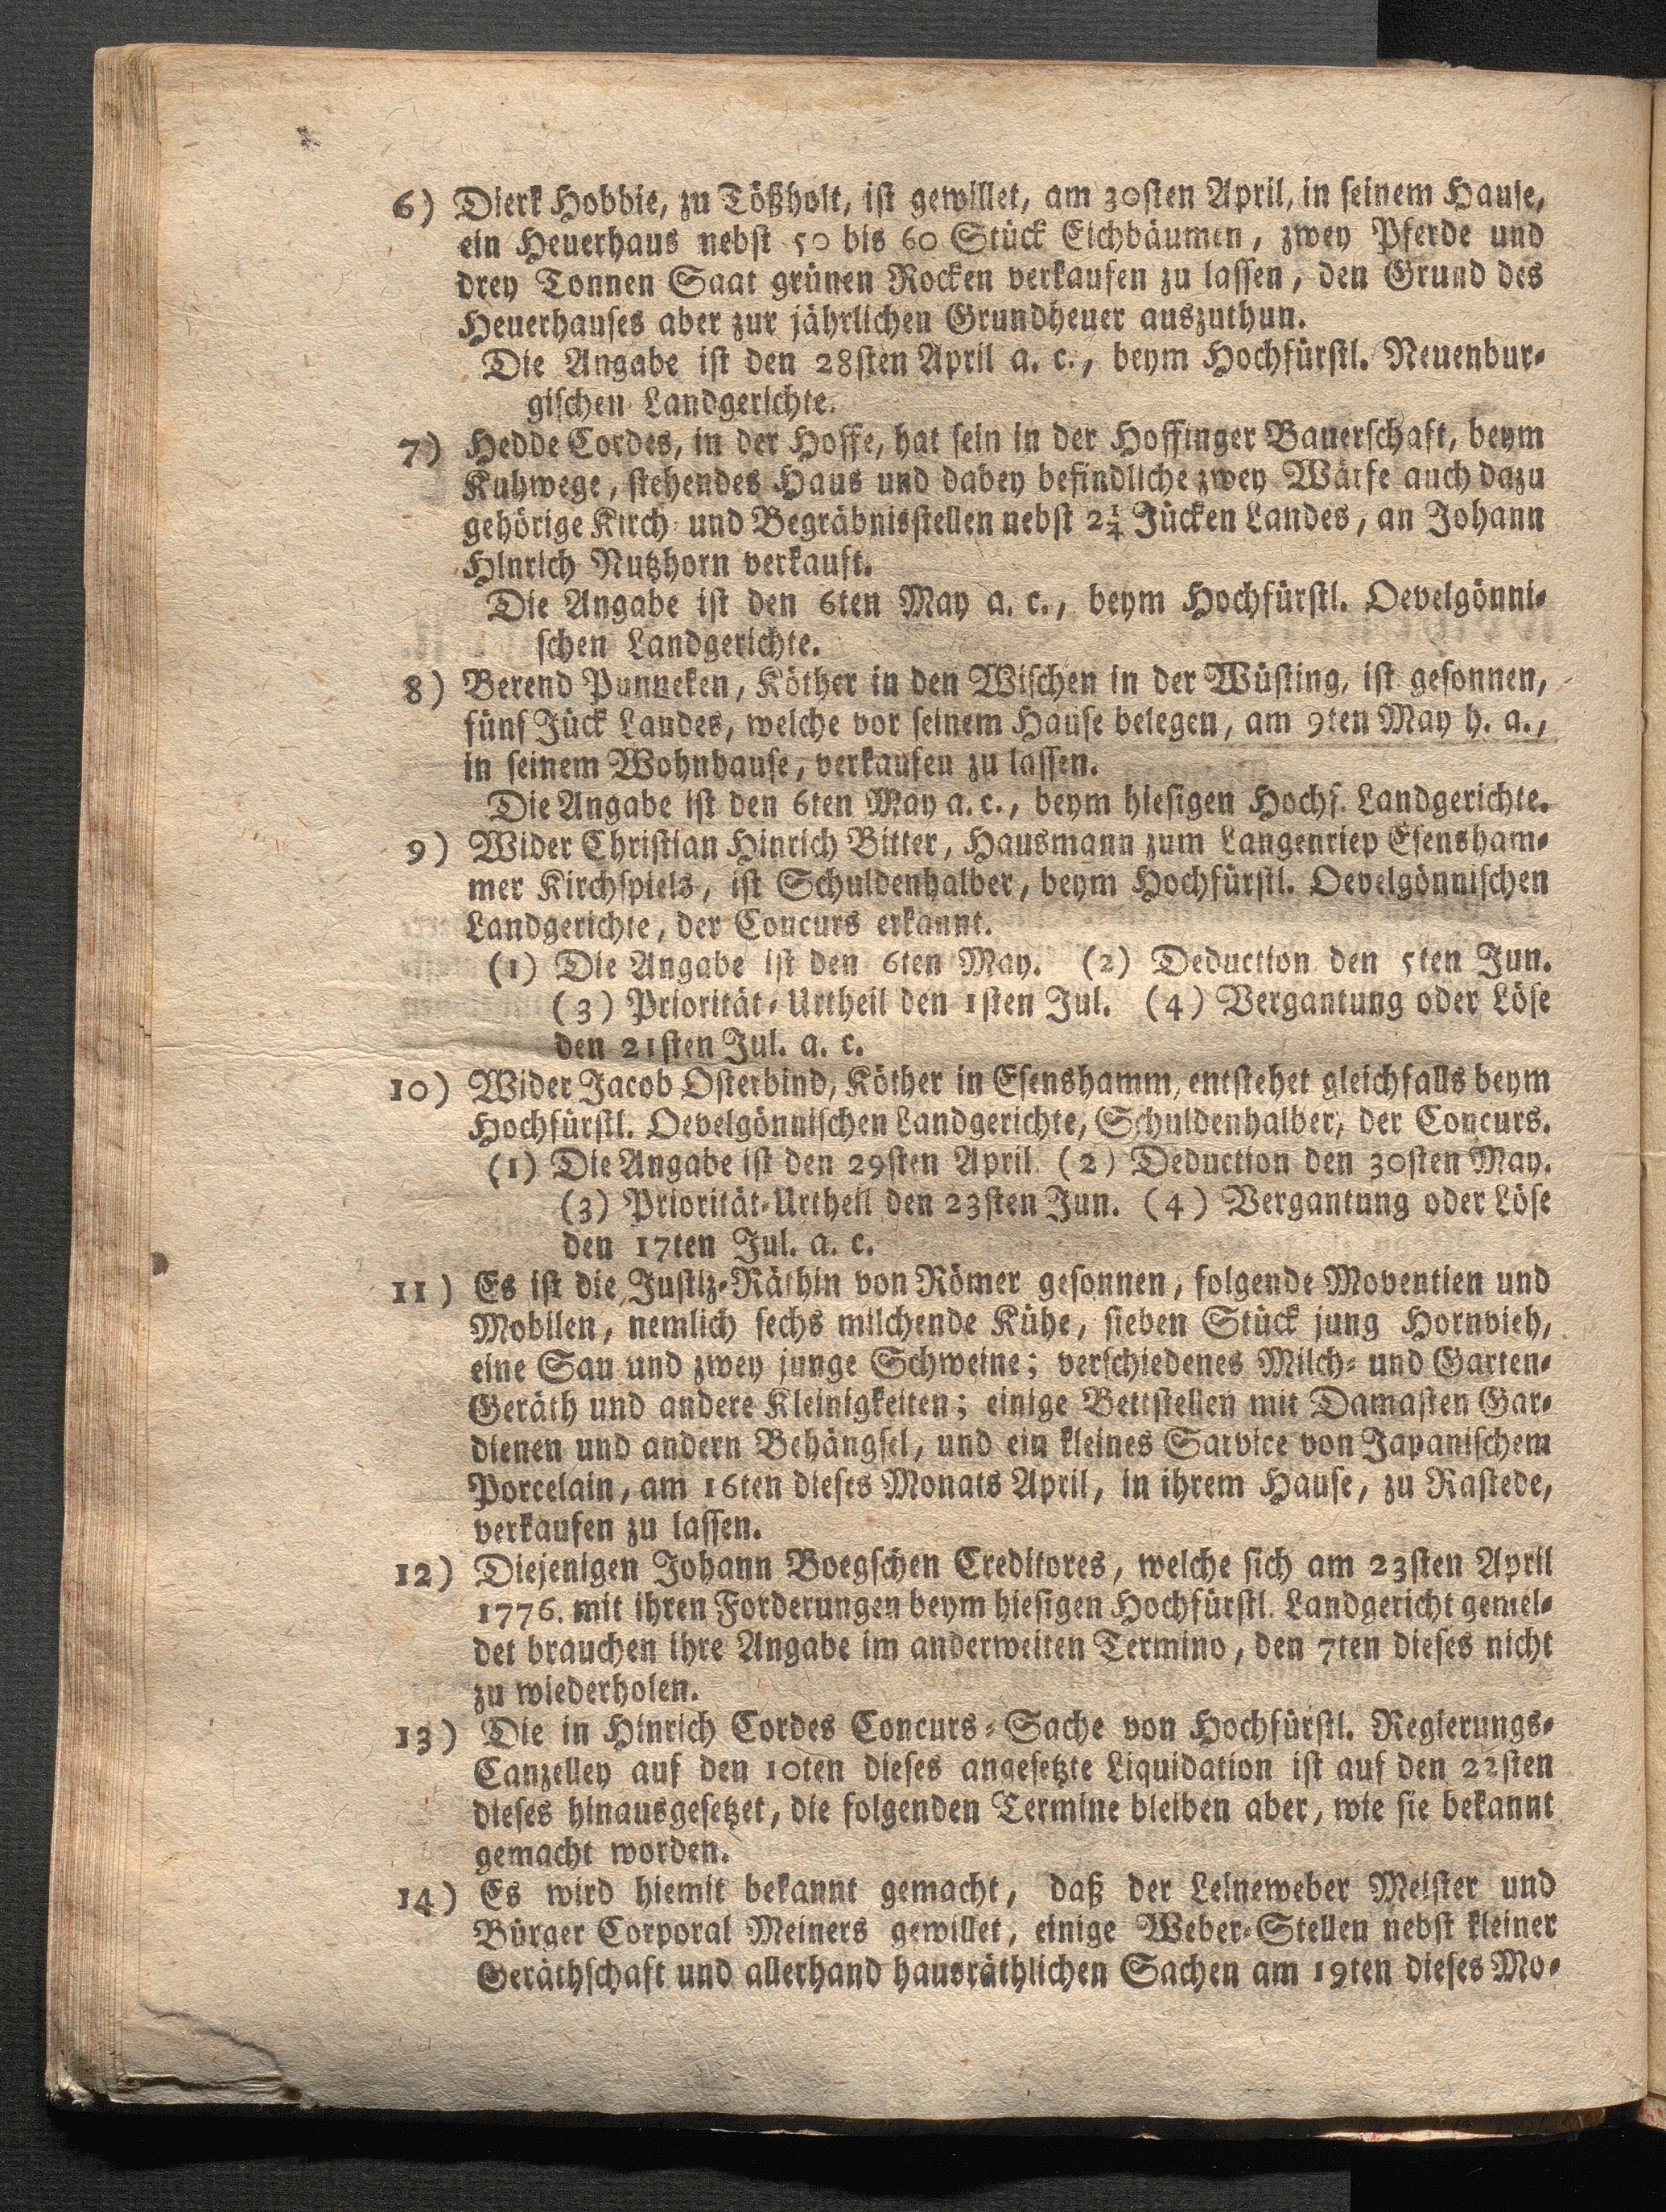 6) Dierk Hobbie, zu Tößholt, ist gewillet, am 30sten April, in seinem Hause,
ein Heuerhaus nebst 50 bis 60 Stück Eichbäumen, zwey Pferde und
drey Tonnen Saat grünen Rocken verkaufen zu lassen, den Grund des
Heuerhauses aber zur jährlichen Grundheuer auszuthun.
Die Angabe ist den 28sten April a. c., beym Hochfürstl. Neuenbur-
gischen Landgerichte.
7) Hedde Cordes, in der Hoffe, hat sein in der Hoffinger Bauerschaft, beym
Kuhwege, stehendes Haus und dabey befindliche zwey Wärfe auch dazu
gehörige Kirch- und Begräbnisstellen nebst 2¼ Jücken Landes, an Johann
Hinrich Nutzhorn verkauft.
Die Angabe ist den 6ten May a. c., beym Hochfürstl. Oevelgönni-
schen Landgerichte.
8) Berend Punneken, Köther in den Wischen in der Wüsting, ist gesonnen,
fünf Jück Landes, welche vor seinem Hause belegen, am 9ten May h. a.,
in seinem Wohnhause, verkaufen zu lassen.
Die Angabe ist den 6ten May a. c., beym hiesigen Hochf. Landgerichte.
9) Wider Christian Hinrich Bitter, Hausmann zum Langenriep Esensham-
mer Kirchspiels, ist Schuldenhalber, beym Hochfürstl. Oevelgönnischen
Landgerichte, der Concurs erkannt.
(1) Die Angabe ist den 6ten May. (2) Deduction den 5ten Jun.
(3) Priorität-Urtheil den 1sten Jul. (4) Vergantung oder Löse
den 21sten Jul. a. c.
10) Wider Jacob Osterbind, Köther in Esenshamm, entstehet gleichfalls beym
Hochfürstl. Oevelgönnischen Landgerichte, Schuldenhalber, der Concurs.
(1) Die Angabe ist den 29sten April. (2) Deduction den 30sten May.
(3) Priorität-Urtheil den 23sten Jun. (4) Vergantung oder Löse
den 17ten Jul. a. c.
11) Es ist die Justiz-Räthin von Römer gesonnen, folgende Moventien und
Mobilen, nemlich sechs milchende Kühe, sieben Stück jung Hornvieh,
eine Sau und zwey junge Schweine; verschiedenes Milch- und Garten-
Geräth und andere Kleinigkeiten; einige Bettstellen mit Damasten Gar-
dienen und andern Behängsel, und ein kleines Sarvice von Japanischem
Porcelain, am 16ten dieses Monats April, in ihrem Hause, zu Rastede,
verkaufen zu lassen.
12) Diejenigen Johann Boegschen Creditores, welche sich am 23sten April
1776. mit ihren Forderungen beym hiesigen Hochfürstl. Landgericht gemel-
det brauchen ihre Angabe im anderweiten Termino, den 7ten dieses nicht
zu wiederholen.
13) Die in Hinrich Cordes Concurs-Sache von Hochfürstl. Regierungs-
Canzelley auf den 10ten dieses angesetzte Liquidation ist auf den 22sten
dieses hinausgesetzet, die folgenden Termine bleiben aber, wie sie bekannt
gemacht worden.
14) Es wird hiemit bekannt gemacht, daß der Leineweber Meister und
Bürger Corporal Meiners gewillet, einige Weber-Stellen nebst kleiner
Geräthschaft und allerhand hausräthlichen Sachen am 19ten dieses Mo-